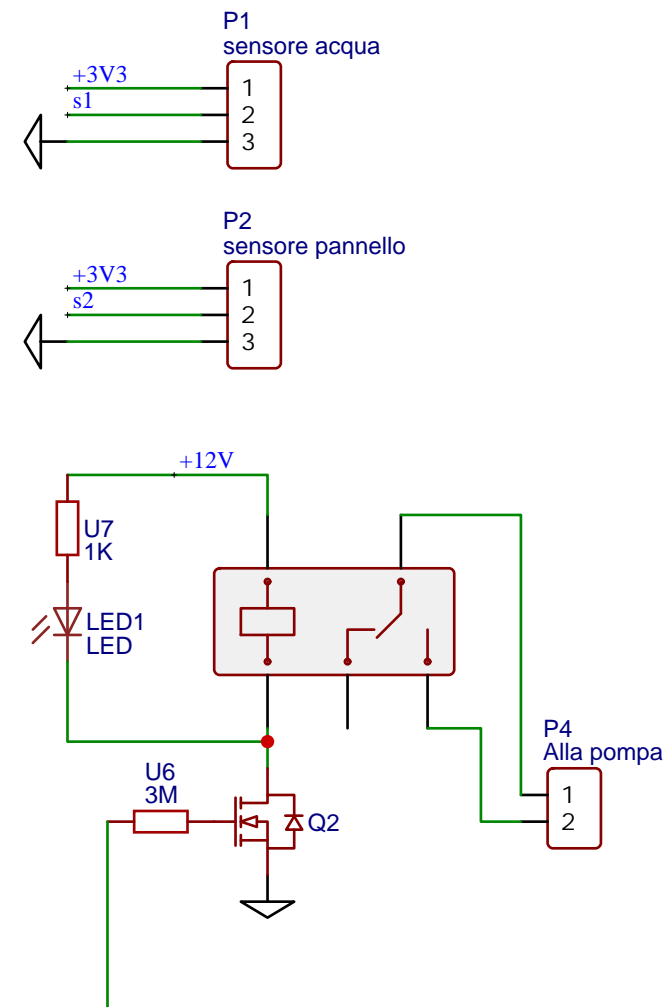 P1
sensore acqua
+3V3
1
s1
2
3
P2
sensore pannello
+3V3
1
s2
2
3
+12V
U7
1K
LED1
LED
P4
Alla pompa
U6
3M
1
2
Q2